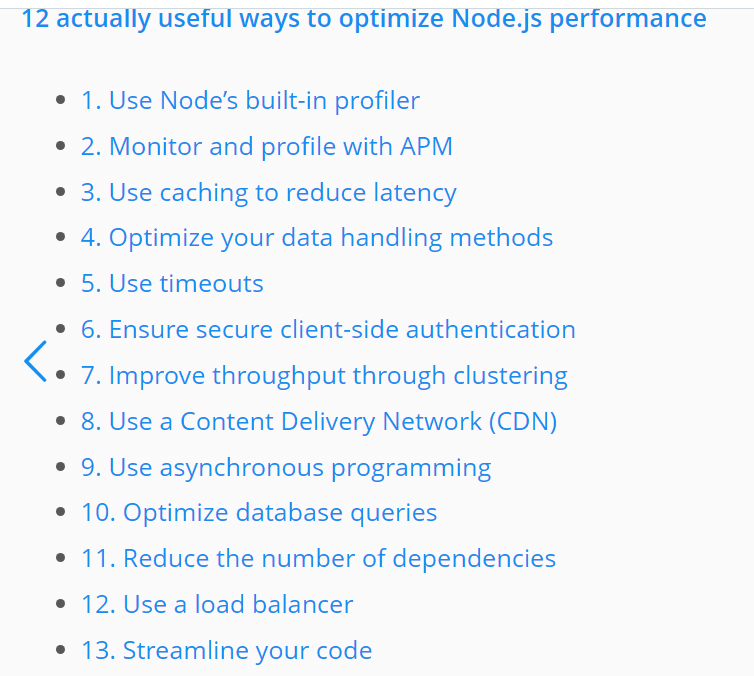 12 actually useful ways to optimize Node.js performance
1. Use Node’s built-in profiler
2. Monitor and profile with APM
3. Use caching to reduce latency
4. Optimize your data handling methods
5. Use timeouts
6. Ensure secure client-side authentication
7. Improve throughput through clustering
8. Use a Content Delivery Network (CDN)
9. Use asynchronous programming
10. Optimize database queries
11. Reduce the number of dependencies
12. Use a load balancer
13. Streamline your code